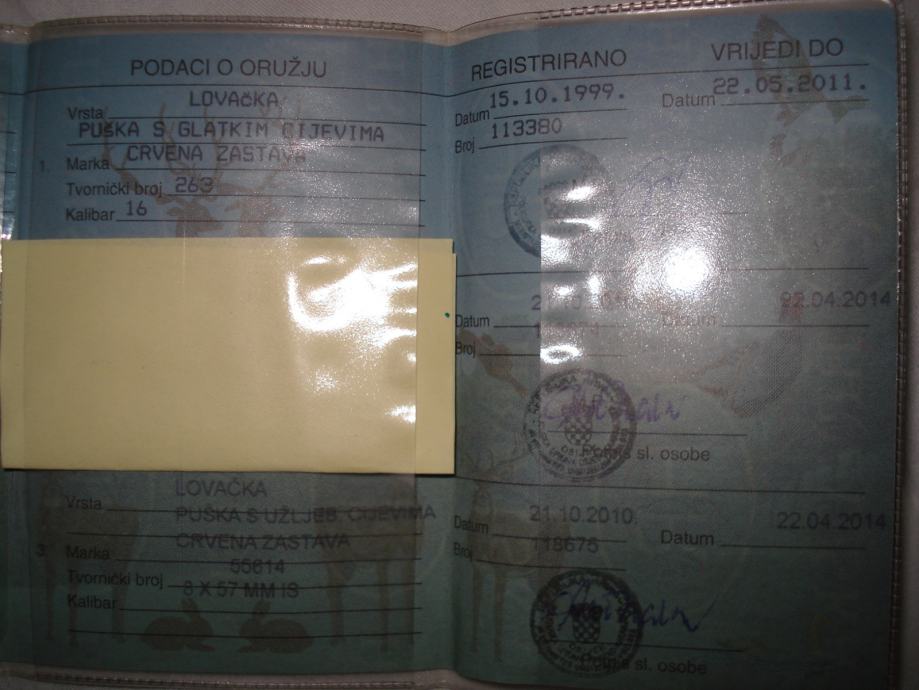 PODACI O ORUŽJU
REGISTRIRANO
VRIJEDI DO
LOVAČKA
Vrsta
PUŠKA S GLATKIM CIJEVIMA
1. Marka CRVENA ZASTAVA
Tvornički broj 263
Kalibar 16
15.10.1999.
Datum
Broj 113380
22.05.2011.
Datum
Datum
22.04.2014
Datum
Broj
sl. osobe
LOVAČKA
Vrsta
PUŠKA S UŽLJEB. CIJEVIMA
3. Marka CRVENA ZASTAVA
55614
Tvornički broj
8 X 57 MM IS
Kalibar
21.10.2010.
Datum
118675
Broj
22.04.2014
Datum
Potpis sl. osobe